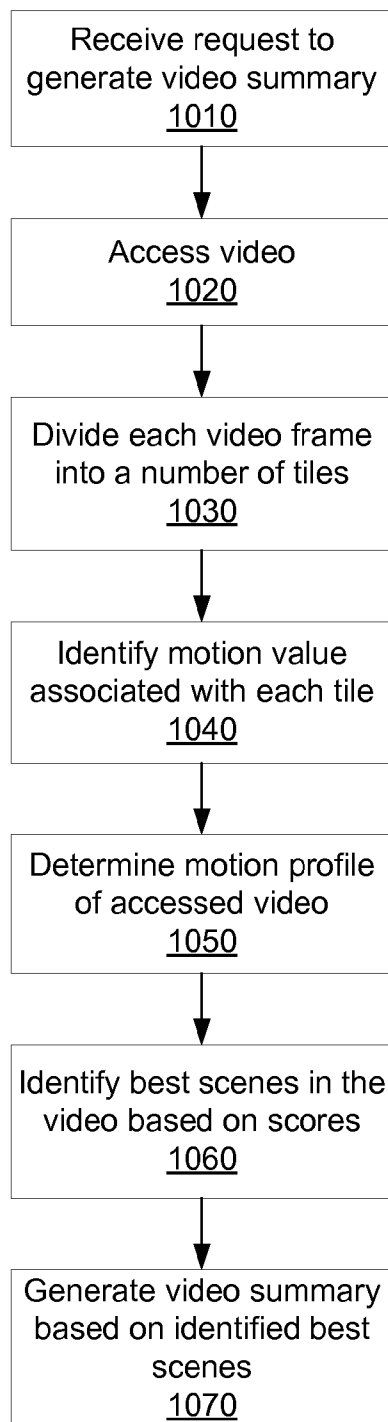 Receive request to
generate video summary
1010
Access video
1020
Divide each video frame
into a number of tiles
1030
Identify motion value
associated with each tile
1040
Determine motion profile
of accessed video
1050
Identify best scenes in the
video based on scores
1060
Generate video summary
based on identified best
scenes
1070